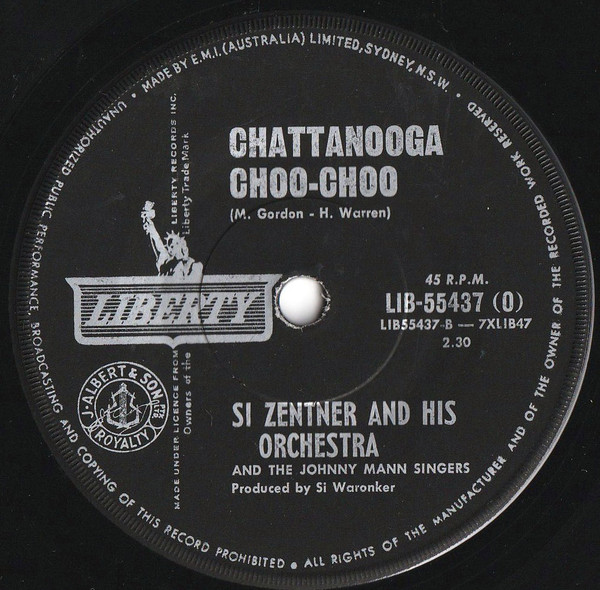 MADE BY E.M.I. (AUSTRALIA) LIMITED, SYDNEY, N.S.W. •
UNAUTHORIZED PUBLIC PERFORMANCE, BROADCASTING AND COPYING OF THIS RECORD PROHIBITED • ALL RIGHTS OF THE MANUFACTURER AND OF THE OWNER OF THE RECORDED WORK RESERVED •
CHATTANOOGA
CHOO-CHOO
(M. Gordon - H. Warren)
LIBERTY RECORDS INC.
Liberty Trade Mark
LIBERTY
45 R.P.M.
LIB-55437 (O)
LIB55437-B — 7XLIB47
2.30
MADE UNDER LICENCE FROM
Owners of the
J. ALBERT & SON PTY. LTD.
ROYALTY
SI ZENTNER AND HIS
ORCHESTRA
AND THE JOHNNY MANN SINGERS
Produced by Si Waronker